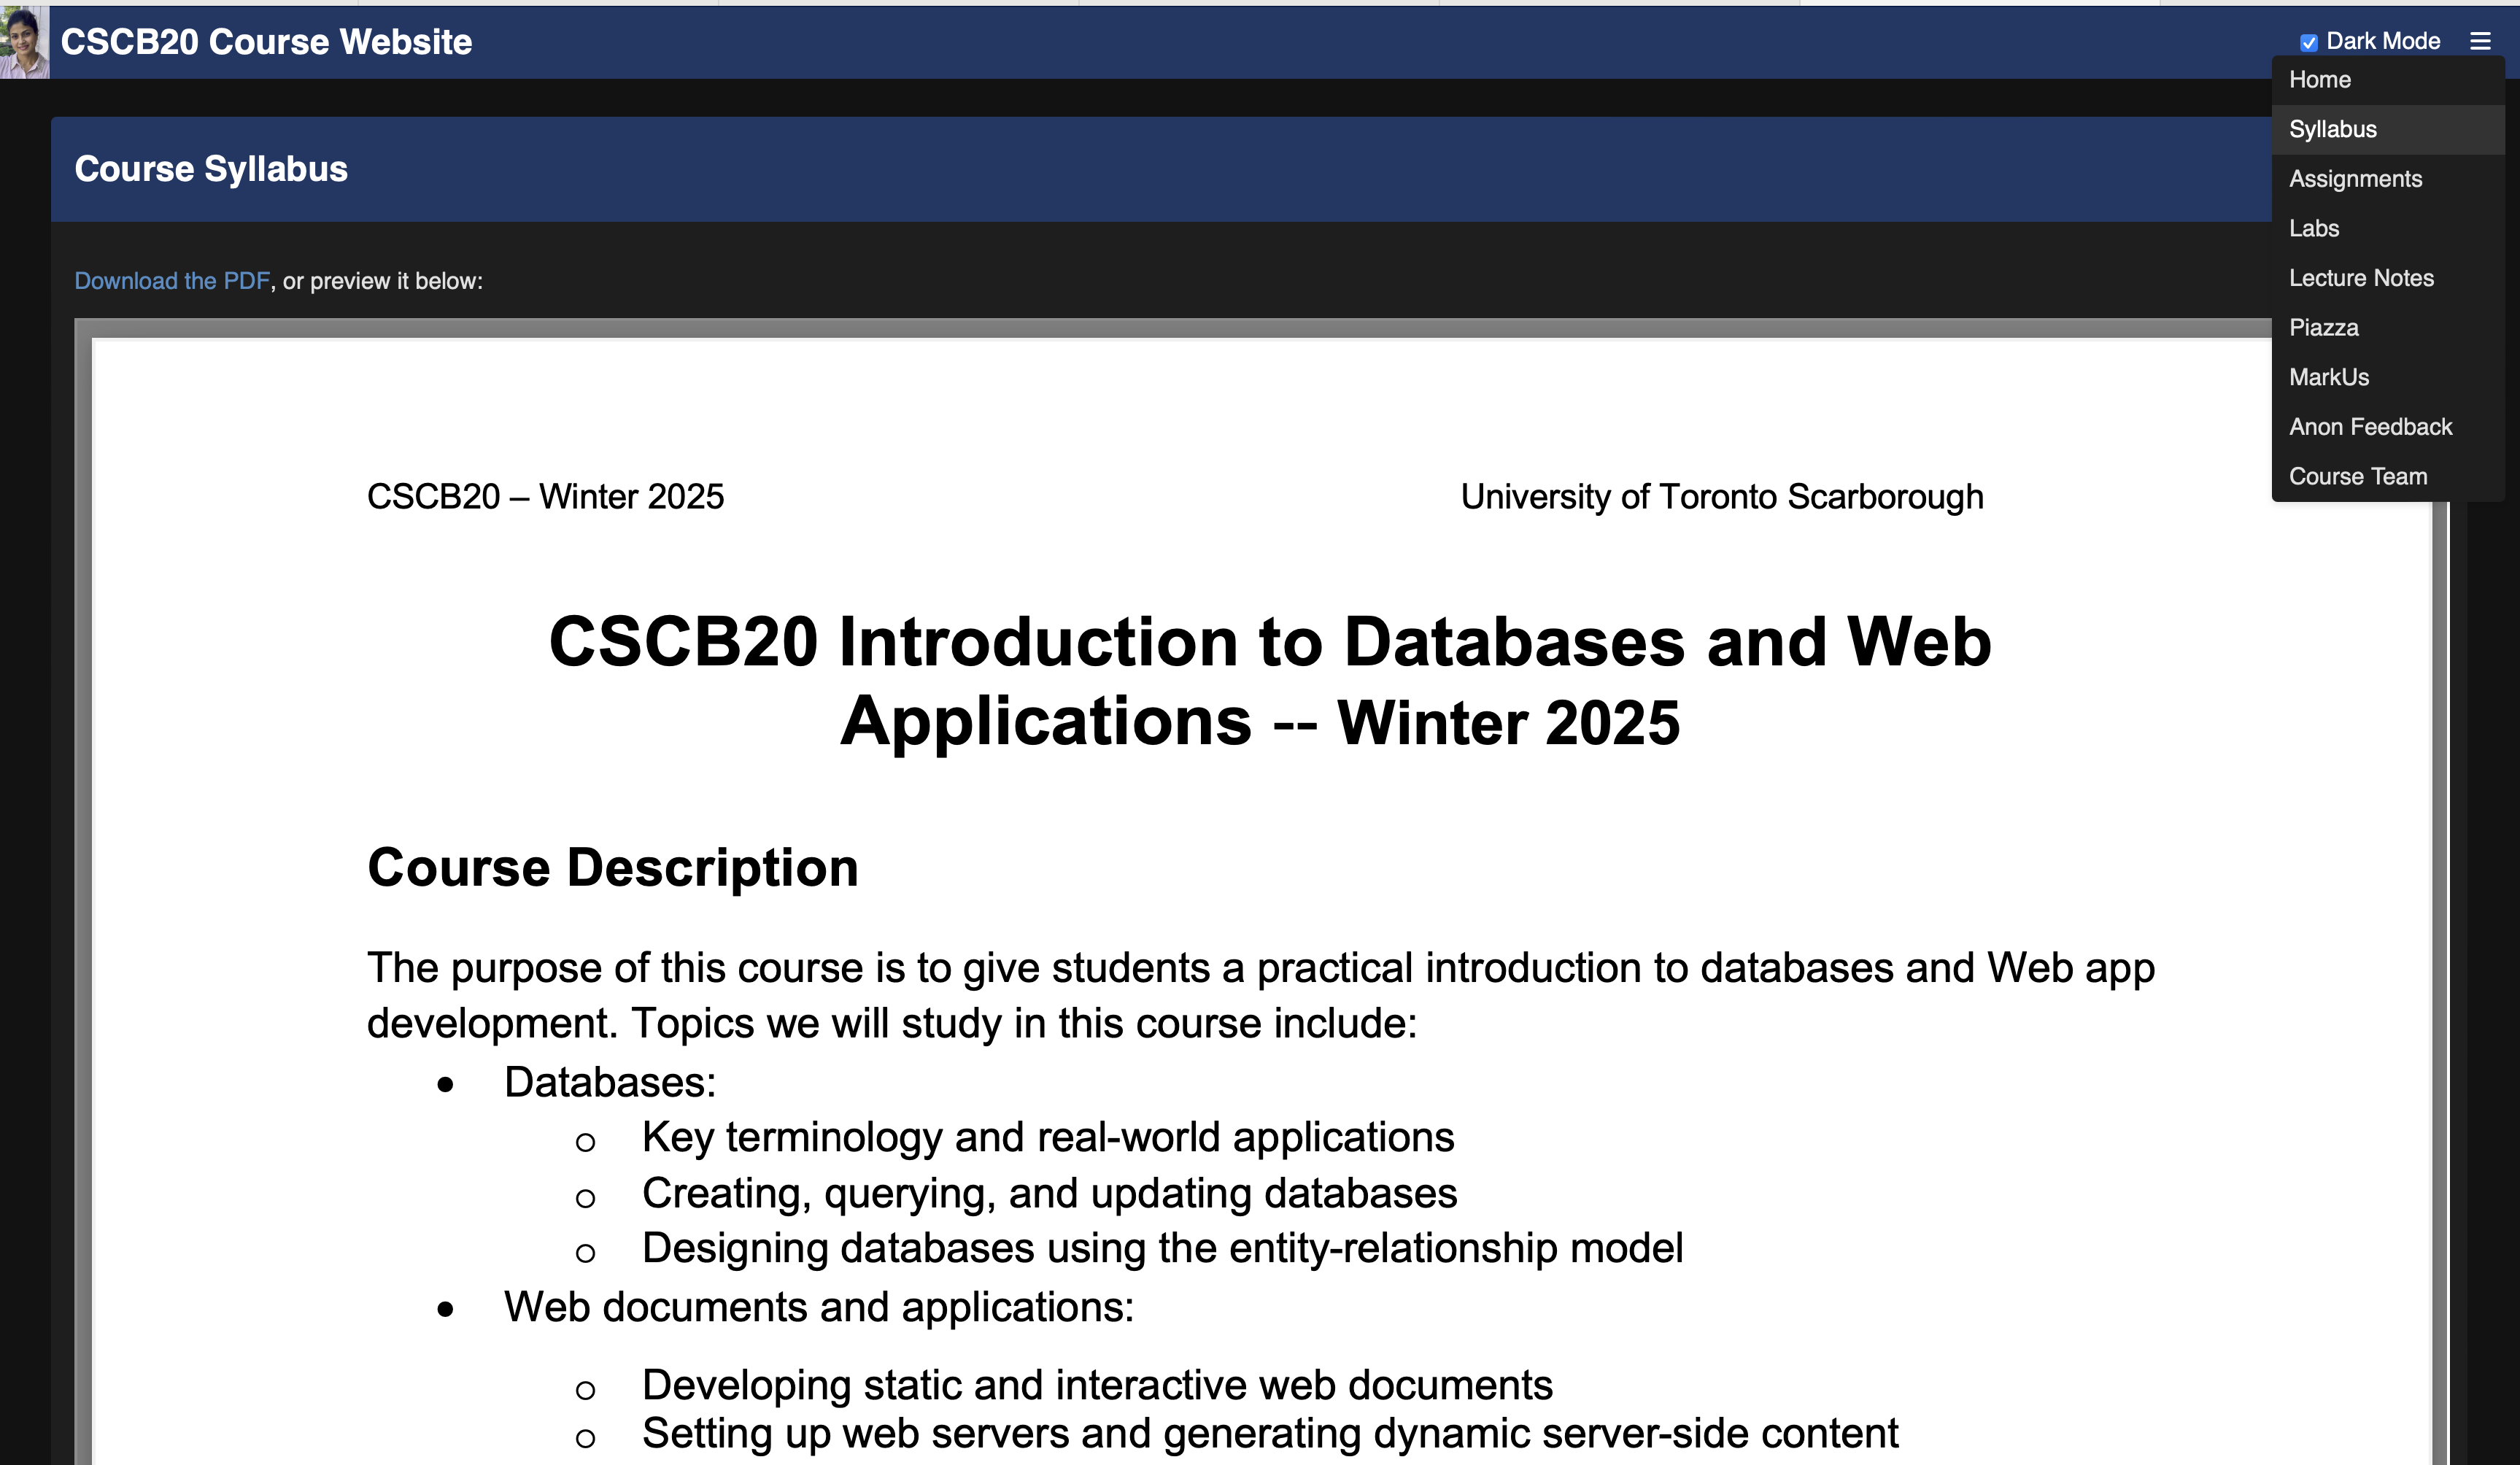 CSCB20 Course Website
Dark Mode
Home
Syllabus
Assignments
Labs
Lecture Notes
Piazza
MarkUs
Anon Feedback
Course Team
Course Syllabus
Download the PDF, or preview it below:
CSCB20 – Winter 2025 University of Toronto Scarborough
CSCB20 Introduction to Databases and Web
Applications -- Winter 2025
Course Description
The purpose of this course is to give students a practical introduction to databases and Web app
development. Topics we will study in this course include:
• Databases:
o Key terminology and real-world applications
o Creating, querying, and updating databases
o Designing databases using the entity-relationship model
• Web documents and applications:
o Developing static and interactive web documents
o Setting up web servers and generating dynamic server-side content